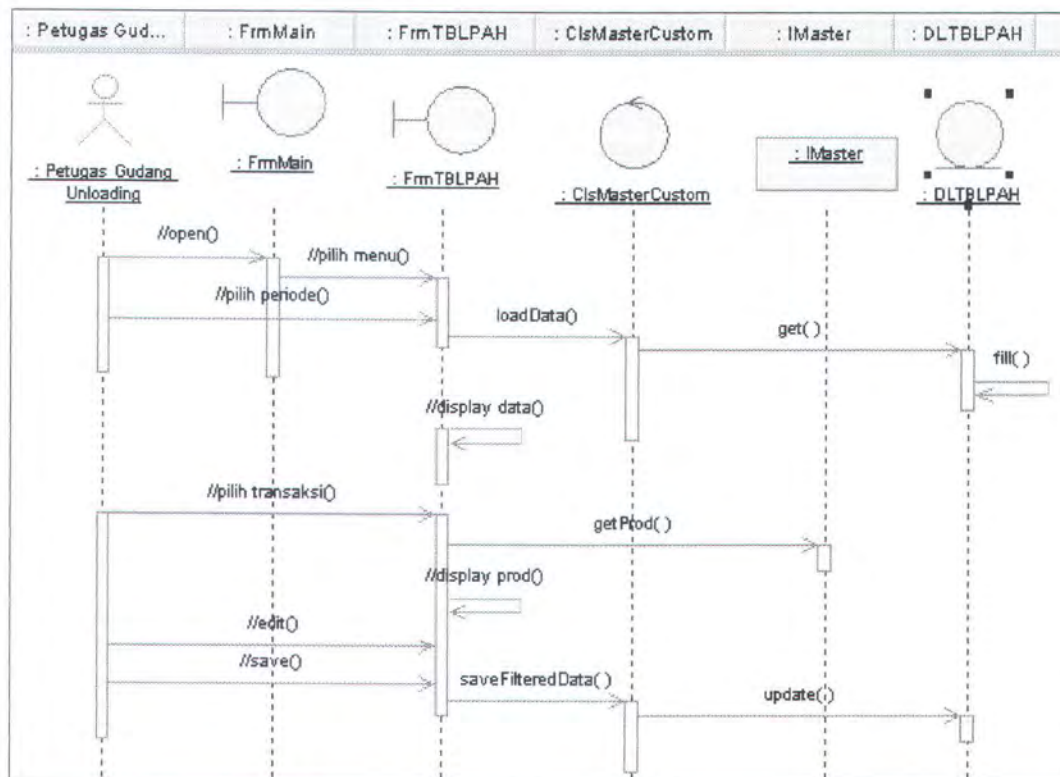 : Petugas Gud... : FrmMain : FrmTBLPAH : ClsMasterCustom : IMaster : DLTBLPAH
: Petugas Gudang
Unloading
: FrmMain
: FrmTBLPAH
: ClsMasterCustom
: IMaster
: DLTBLPAH
//open()
//pilih menu()
//pilih periode()
loadData()
get( )
fill( )
//display data()
//pilih transaksi()
getProd( )
//display prod()
//edit()
//save()
saveFilteredData( )
update( )